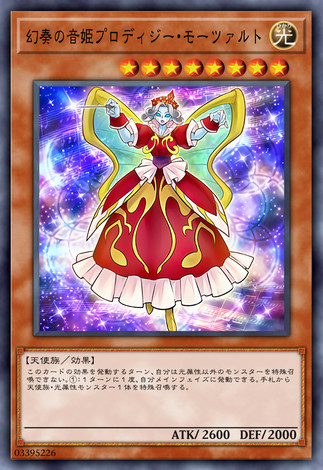 幻奏の音姫プロディジー・モーツァルト
光
【天使族/効果】
このカードの効果を発動するターン、自分は光属性以外のモンスターを特殊召
喚できない。①:1ターンに1度、自分メインフェイズに発動できる。手札から
天使族・光属性モンスター1体を特殊召喚する。
ATK/ 2600 DEF/ 2000
03395226